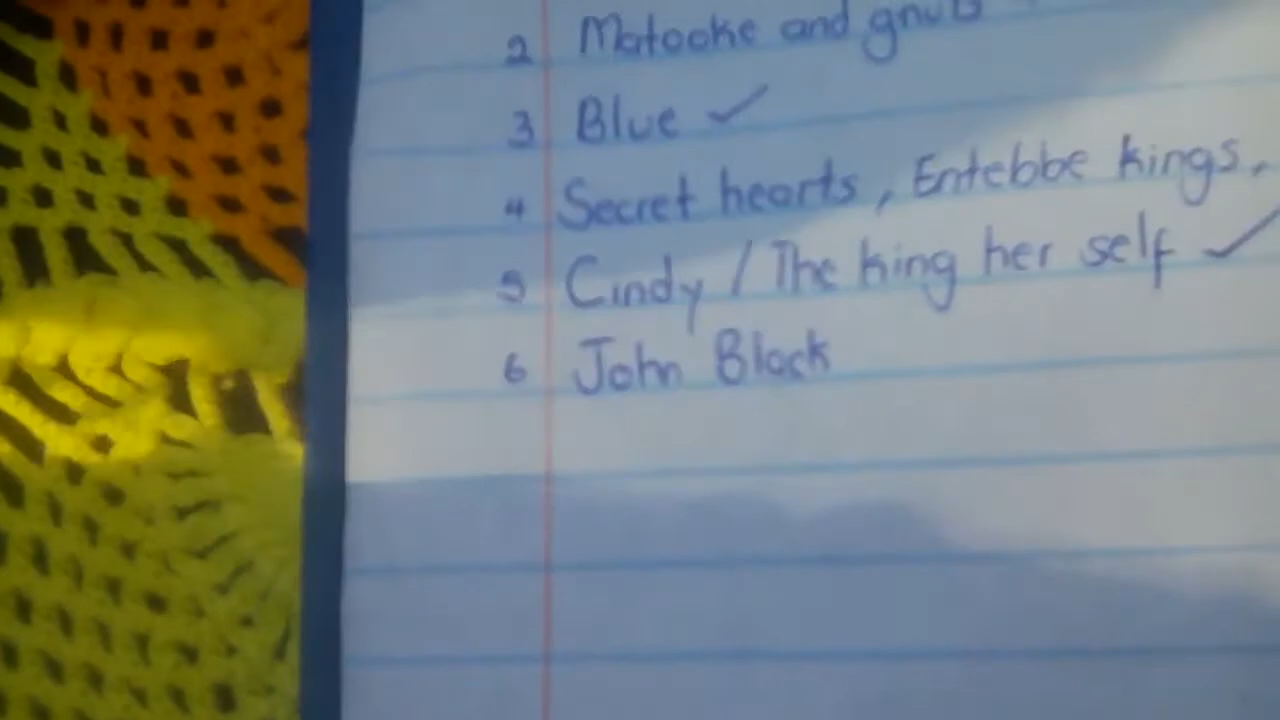 2 Matooke and gnuts
3 Blue ✓
4 Secret hearts, Entebbe kings,
5 Cindy / The king her self ✓
6 John Black